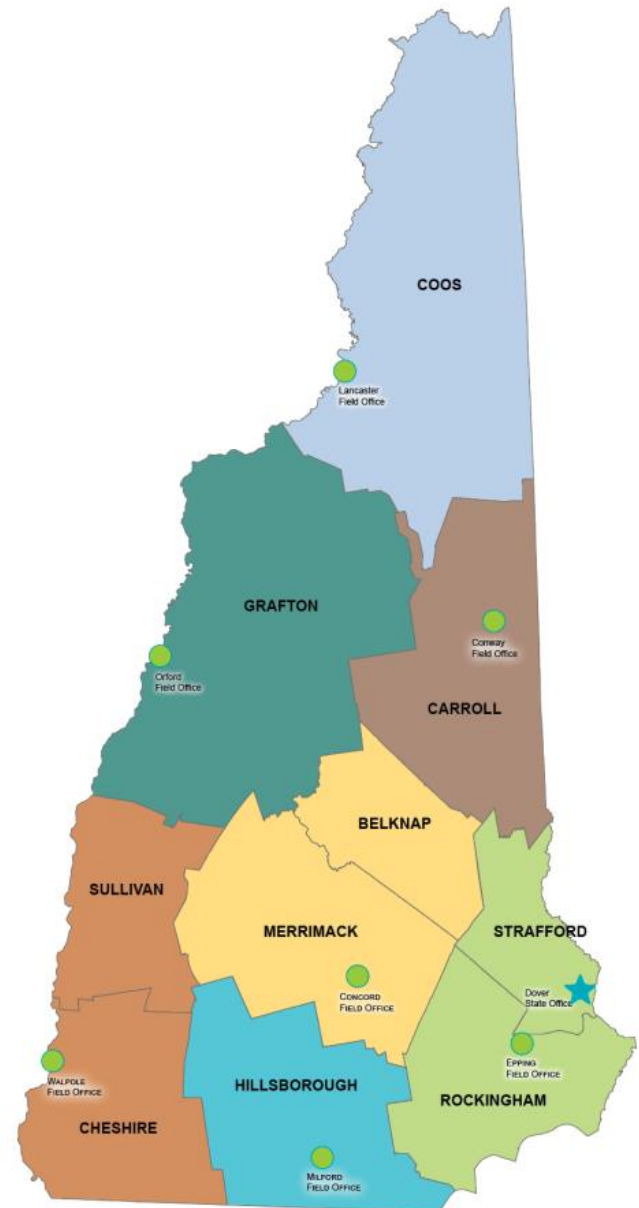 COOS
Lancaster
Field Office
GRAFTON
Conway
Field Office
Orford
Field Office
CARROLL
BELKNAP
SULLIVAN
MERRIMACK
STRAFFORD
CONCORD
FIELD OFFICE
Dover
State Office
EPPING
FIELD OFFICE
WALPOLE
FIELD OFFICE
HILLSBOROUGH
ROCKINGHAM
CHESHIRE
MILFORD
FIELD OFFICE